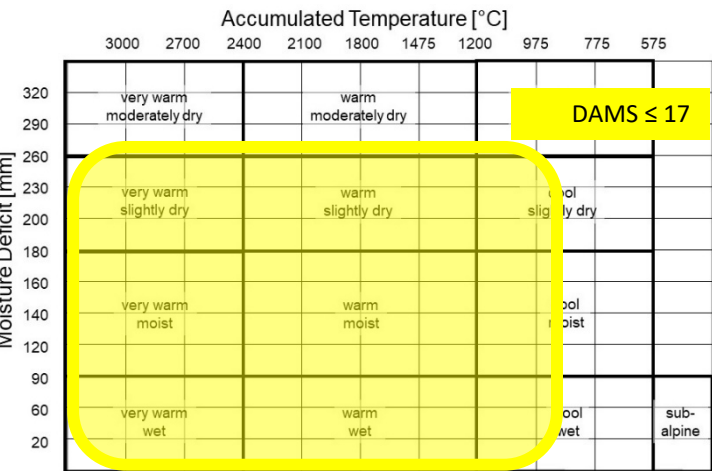 Accumulated Temperature [°C]
3000 2700 2400 2100 1800 1475 1200 975 775 575
Moisture Deficit [mm]
320
very warm
moderately dry
warm
moderately dry
DAMS ≤ 17
290
260
230
very warm
slightly dry
warm
slightly dry
slightly dry
200
180
160
140
very warm
moist
warm
moist
120
90
60
very warm
wet
warm
wet
sub-
alpine
20